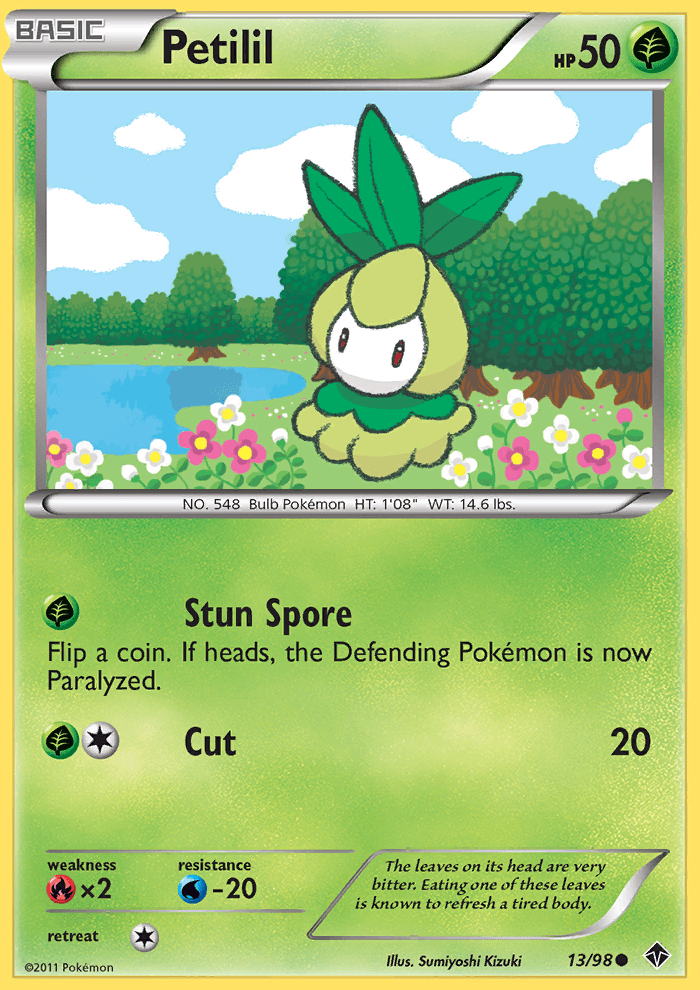 BASIC
Petilil
HP50
NO. 548 Bulb Pokémon HT: 1'08" WT: 14.6 lbs.
Stun Spore
Flip a coin. If heads, the Defending Pokémon is now
Paralyzed.
Cut 20
weakness resistance
×2 -20
The leaves on its head are very
bitter. Eating one of these leaves
is known to refresh a tired body.
retreat
©2011 Pokémon Illus. Sumiyoshi Kizuki 13/98